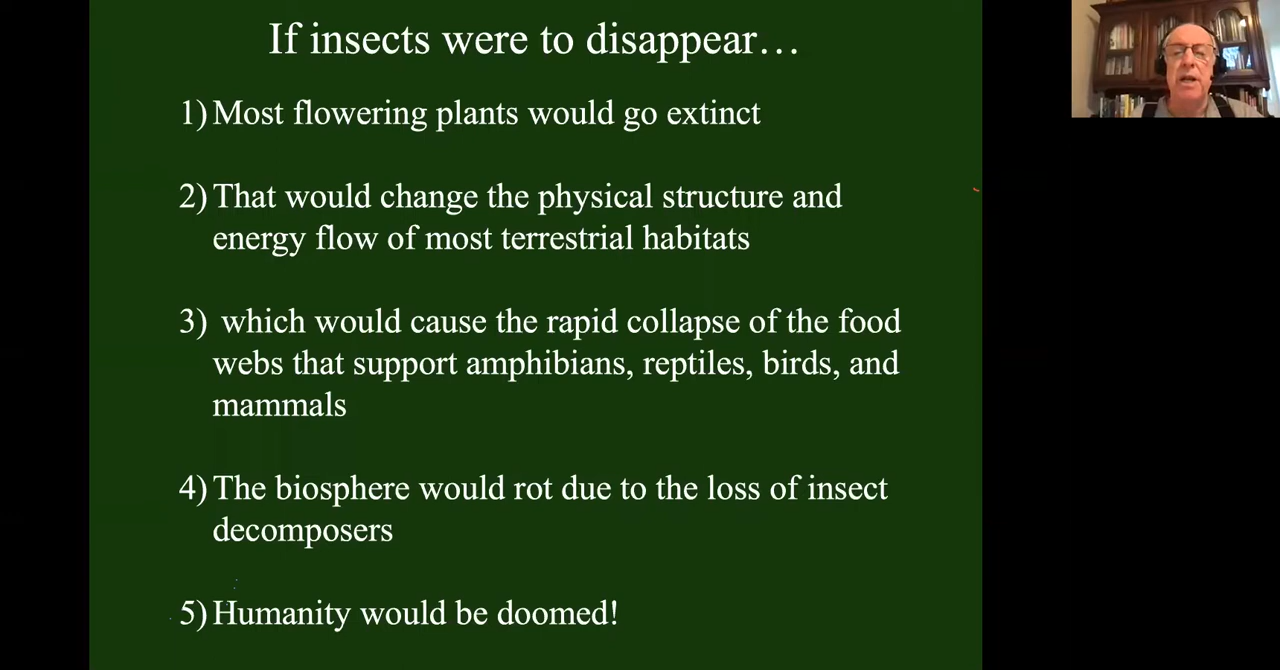 If insects were to disappear…
1) Most flowering plants would go extinct
2) That would change the physical structure and
energy flow of most terrestrial habitats
3) which would cause the rapid collapse of the food
webs that support amphibians, reptiles, birds, and
mammals
4) The biosphere would rot due to the loss of insect
decomposers
5) Humanity would be doomed!